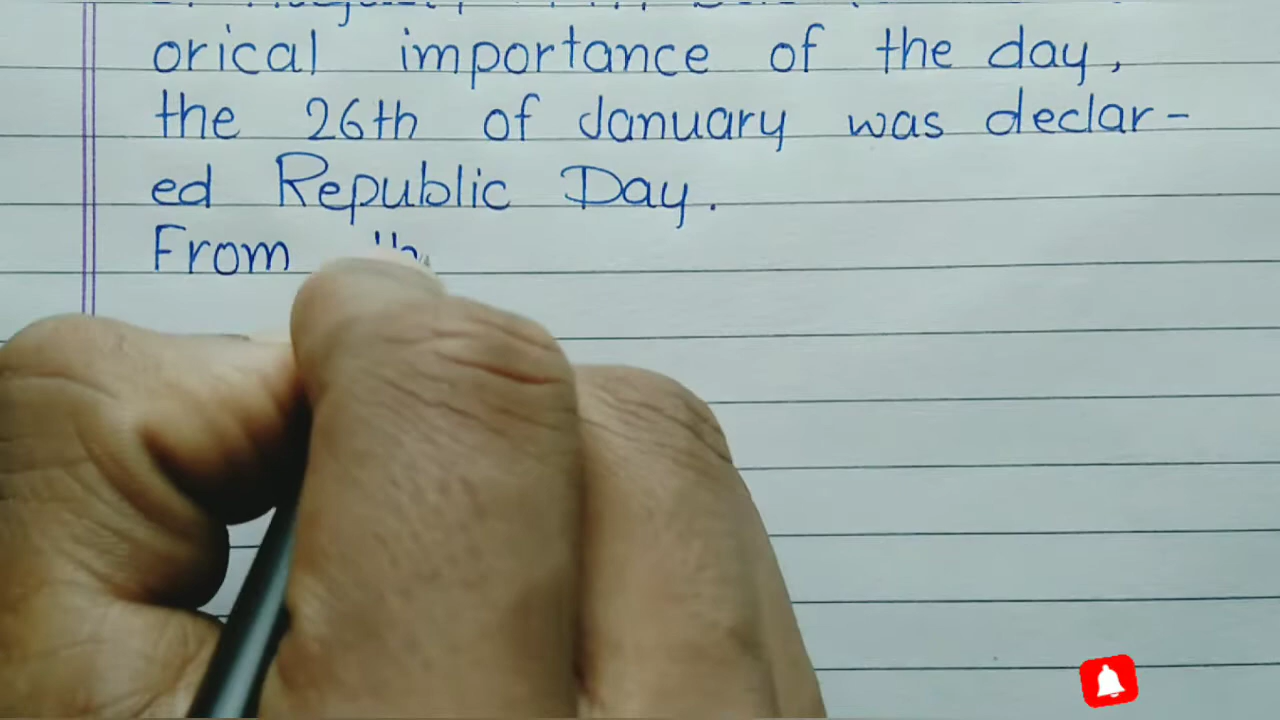 orical importance of the day,
the 26th of January was declar-
ed Republic Day.
From